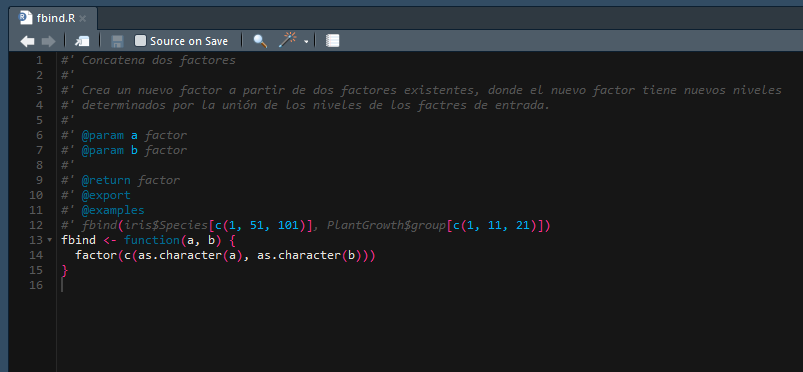 fbind.R
Source on Save
1 #' Concatena dos factores
2 #'
3 #' Crea un nuevo factor a partir de dos factores existentes, donde el nuevo factor tiene nuevos niveles
4 #' determinados por la unión de los niveles de los factres de entrada.
5 #'
6 #' @param a factor
7 #' @param b factor
8 #'
9 #' @return factor
10 #' @export
11 #' @examples
12 #' fbind(iris$Species[c(1, 51, 101)], PlantGrowth$group[c(1, 11, 21)])
13 fbind <- function(a, b) {
14   factor(c(as.character(a), as.character(b)))
15 }
16